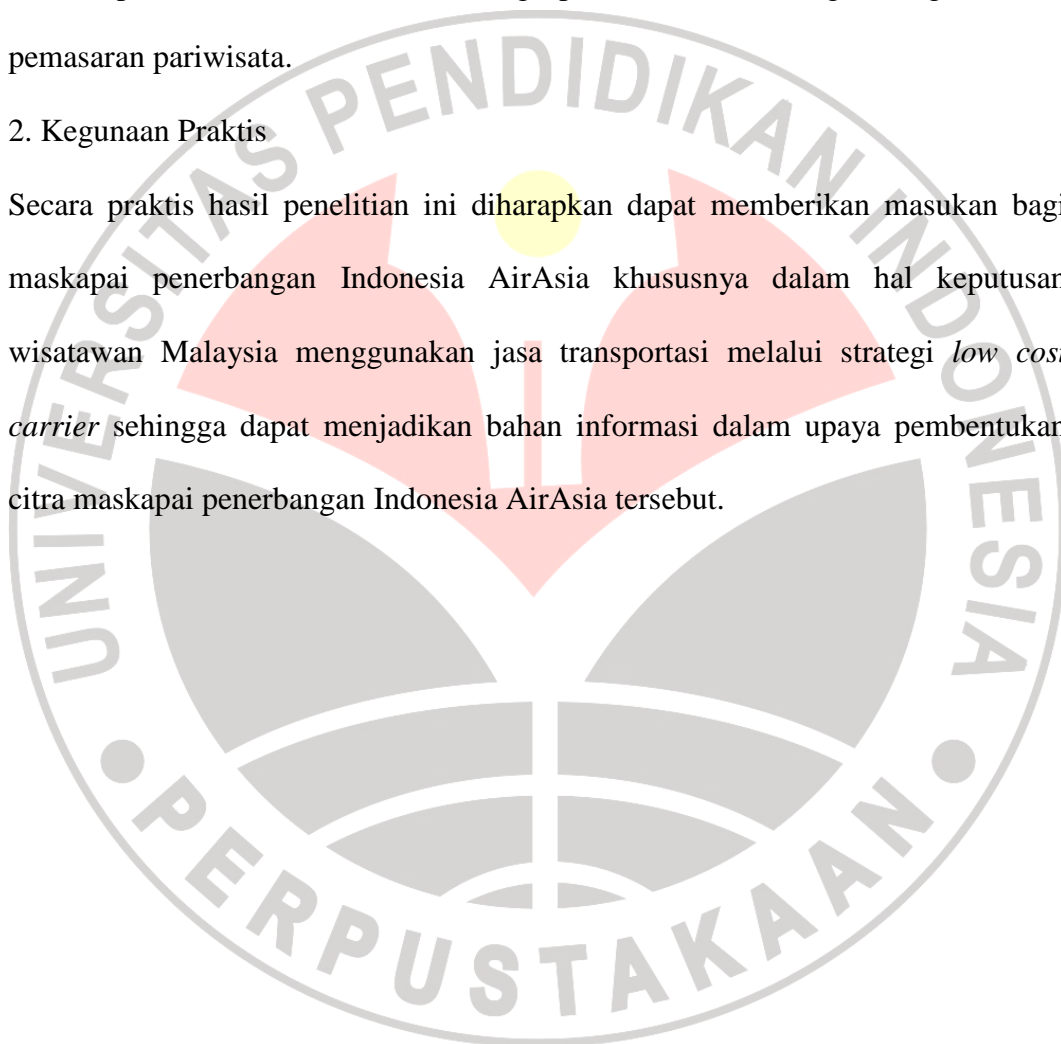 pemasaran pariwisata.
2. Kegunaan Praktis
Secara praktis hasil penelitian ini diharapkan dapat memberikan masukan bagi
maskapai penerbangan Indonesia AirAsia khususnya dalam hal keputusan
wisatawan Malaysia menggunakan jasa transportasi melalui strategi low cost
carrier sehingga dapat menjadikan bahan informasi dalam upaya pembentukan
citra maskapai penerbangan Indonesia AirAsia tersebut.
UNIVERSITAS PENDIDIKAN INDONESIA
PERPUSTAKAAN